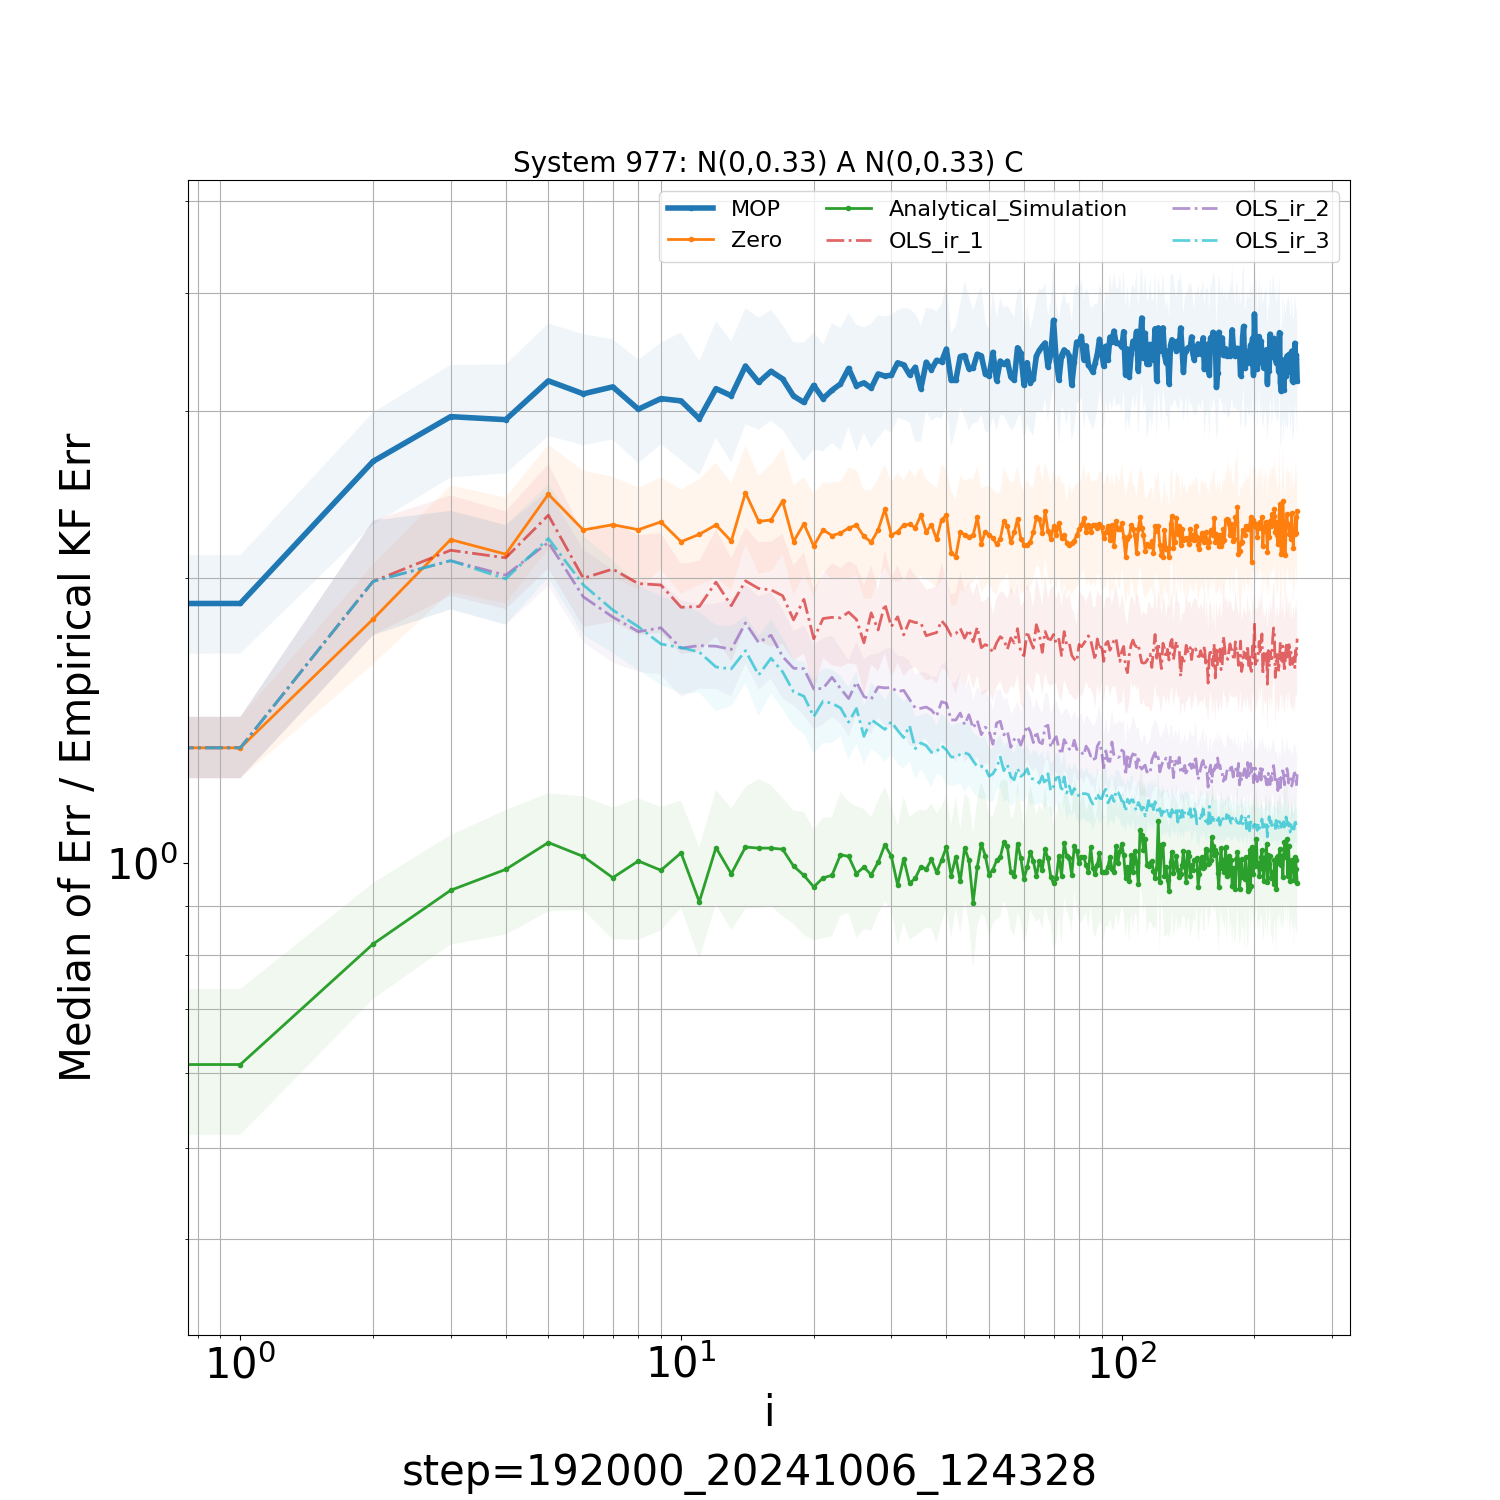 System 977: N(0,0.33) A N(0,0.33) C
MOP
Zero
Analytical_Simulation
OLS_ir_1
OLS_ir_2
OLS_ir_3
Median of Err / Empirical KF Err
10⁰
10⁰
10¹
10²
i
step=192000_20241006_124328